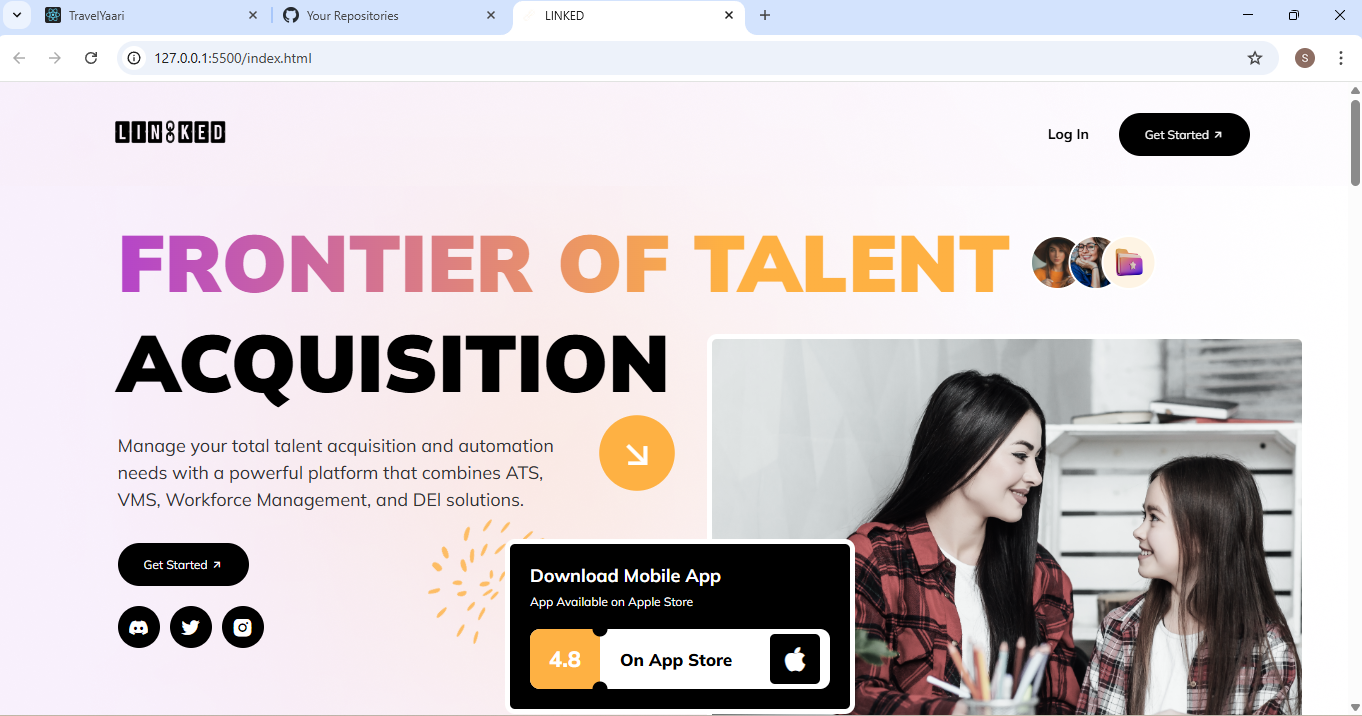 TravelYaari
Your Repositories
LINKED
127.0.0.1:5500/index.html
S
LINKED
Log In
Get Started
FRONTIER OF TALENT
ACQUISITION
Manage your total talent acquisition and automation
needs with a powerful platform that combines ATS,
VMS, Workforce Management, and DEI solutions.
Get Started
Download Mobile App
App Available on Apple Store
4.8
On App Store